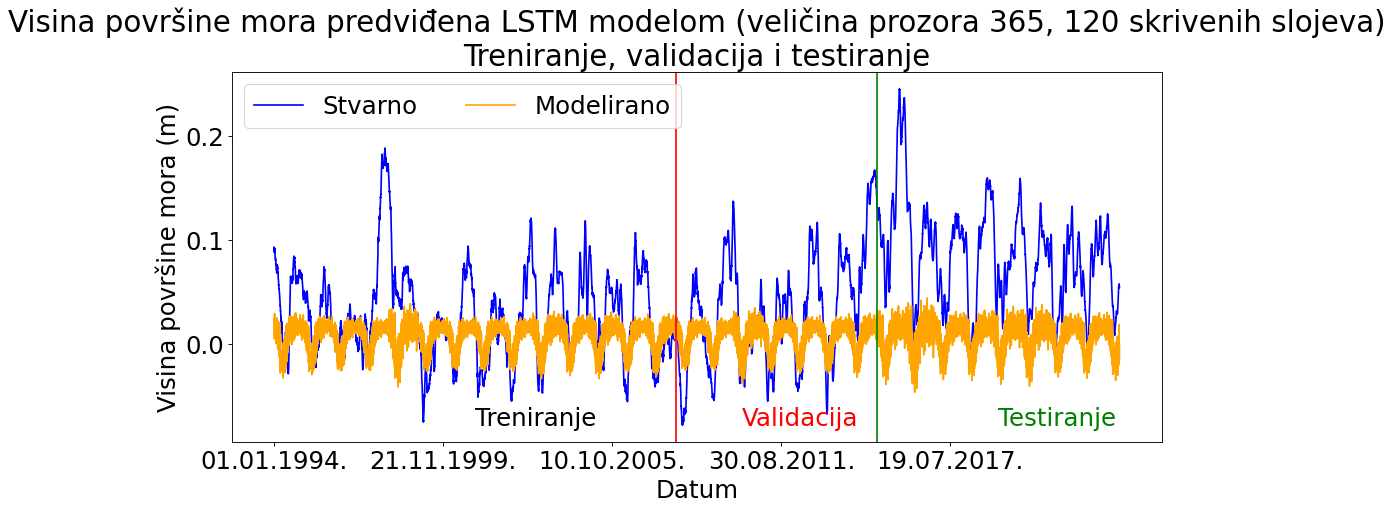 Visina površine mora predviđena LSTM modelom (veličina prozora 365, 120 skrivenih slojeva)
Treniranje, validacija i testiranje
Stvarno
Modelirano
Visina površine mora (m)
0.2
0.1
0.0
Treniranje
Validacija
Testiranje
01.01.1994.
21.11.1999.
10.10.2005.
30.08.2011.
19.07.2017.
Datum